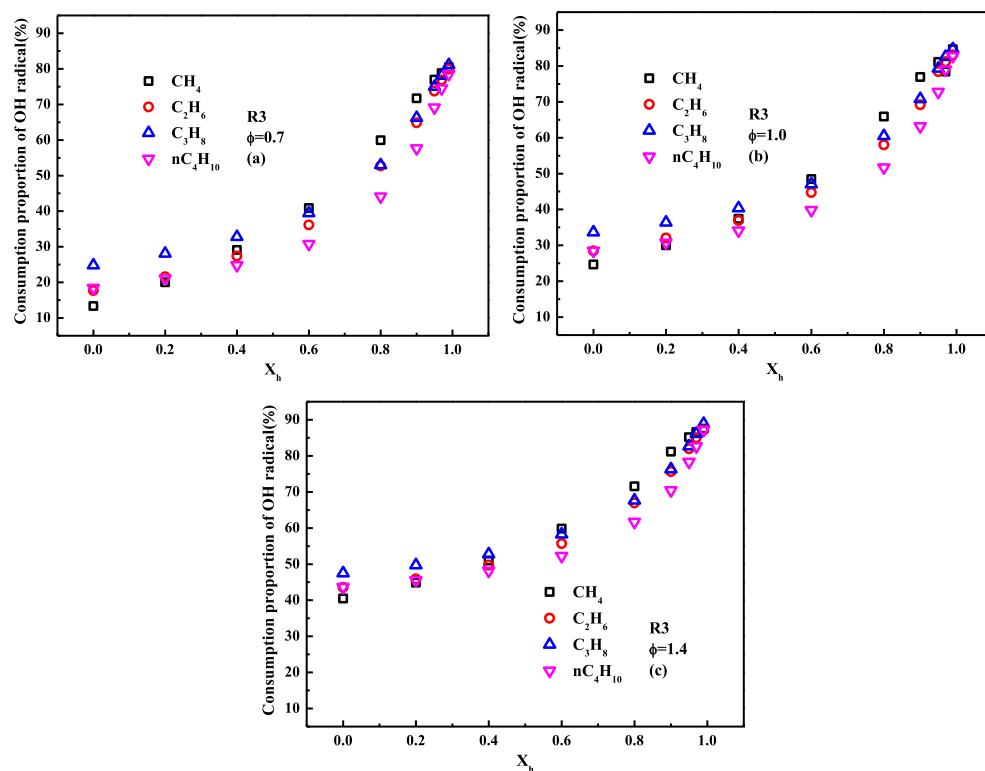 Consumption proportion of OH radical(%)
90
80
70
60
50
40
30
20
10
CH4
C2H6
C3H8
nC4H10
R3
ϕ=0.7
(a)
0.0 0.2 0.4 0.6 0.8 1.0
Xh
Consumption proportion of OH radical(%)
90
80
70
60
50
40
30
20
10
CH4
C2H6
C3H8
nC4H10
R3
ϕ=1.0
(b)
0.0 0.2 0.4 0.6 0.8 1.0
Xh
Consumption proportion of OH radical(%)
90
80
70
60
50
40
30
20
10
CH4
C2H6
C3H8
nC4H10
R3
ϕ=1.4
(c)
0.0 0.2 0.4 0.6 0.8 1.0
Xh